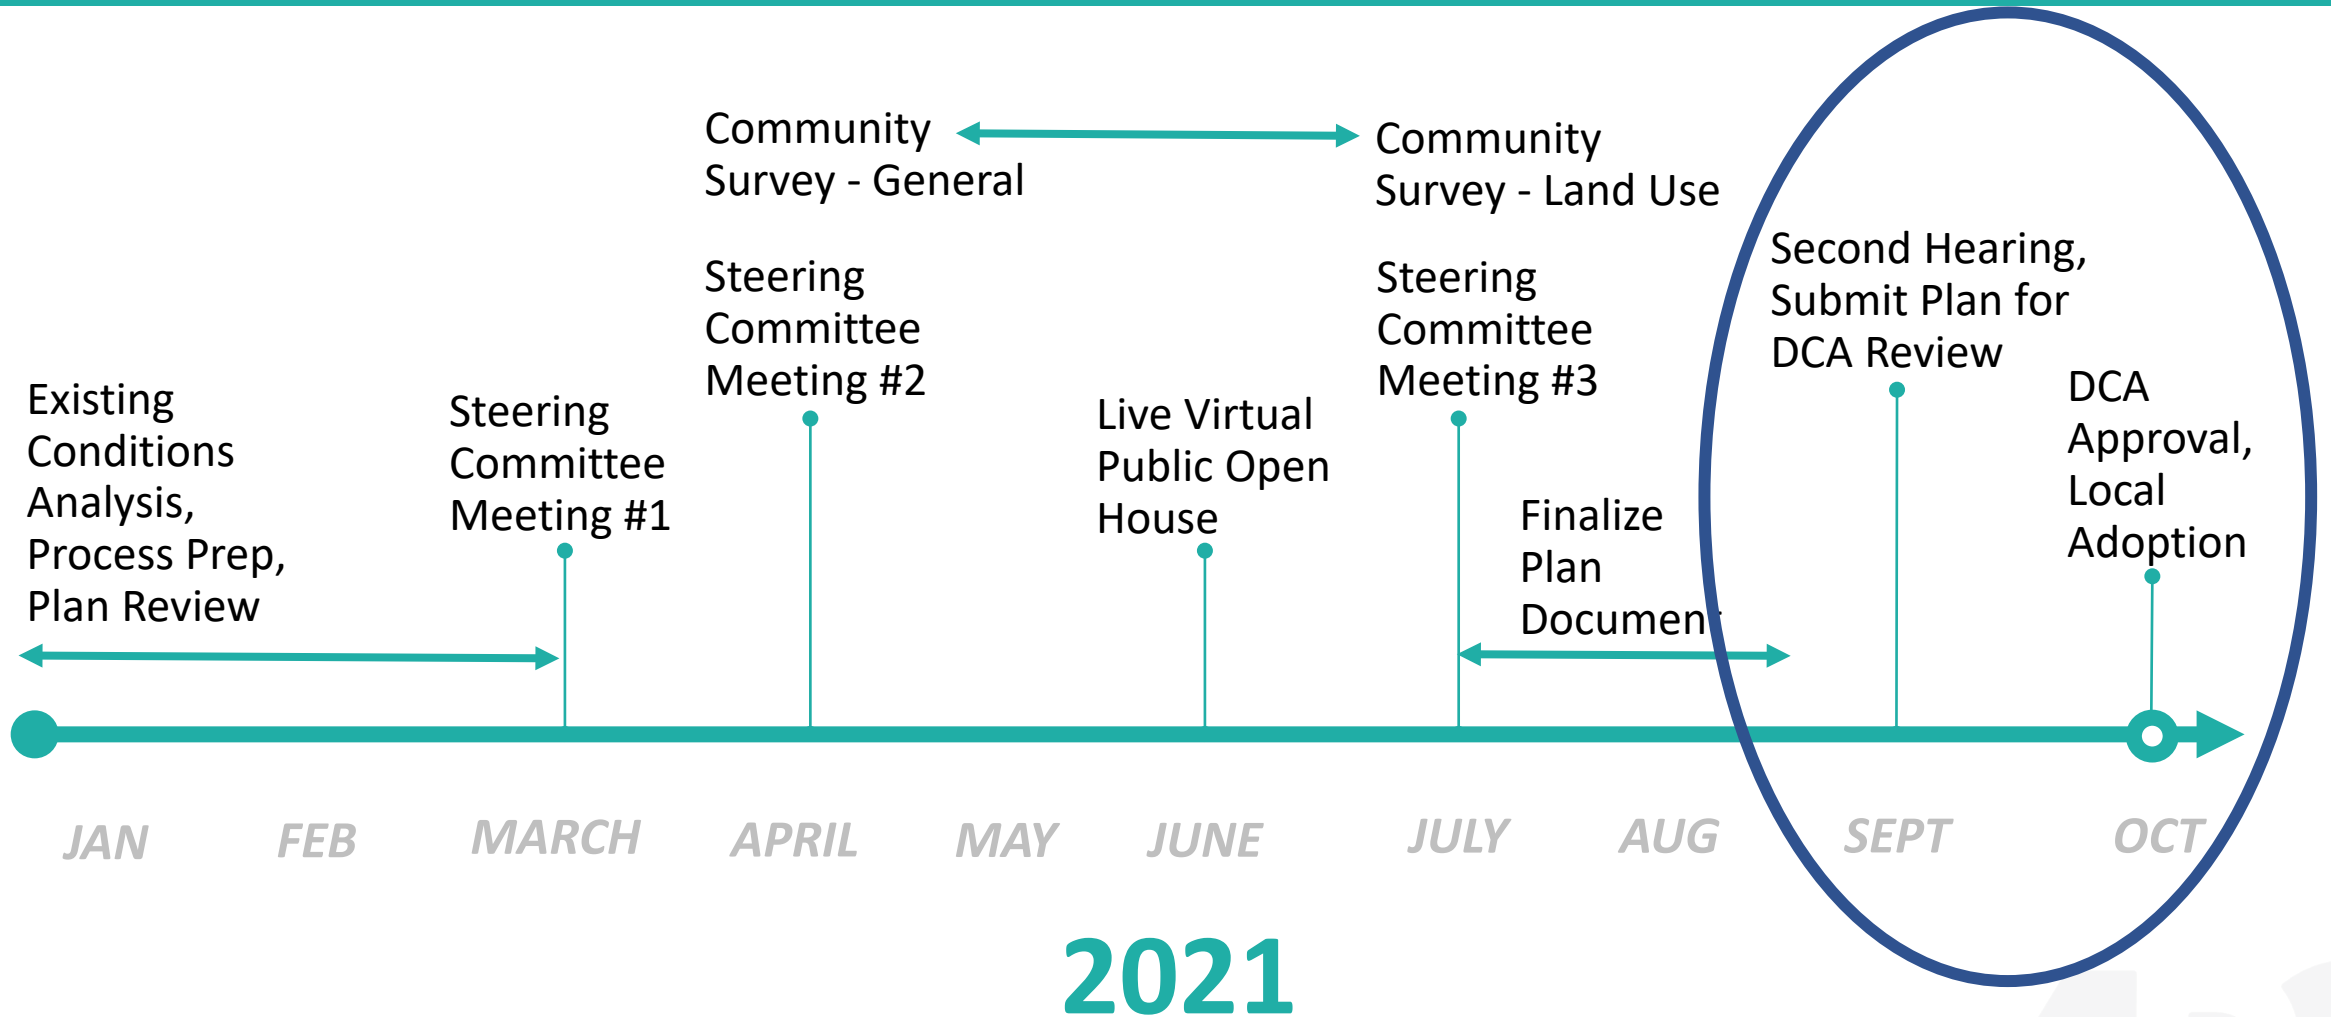 Community
Survey - General
Community
Survey - Land Use
Second Hearing,
Submit Plan for
DCA Review
Steering
Committee
Meeting #2
Steering
Committee
Meeting #3
DCA
Approval,
Local
Adoption
Existing
Conditions
Analysis,
Process Prep,
Plan Review
Steering
Committee
Meeting #1
Live Virtual
Public Open
House
Finalize
Plan
Document
JAN FEB MARCH APRIL MAY JUNE JULY AUG SEPT OCT
2021